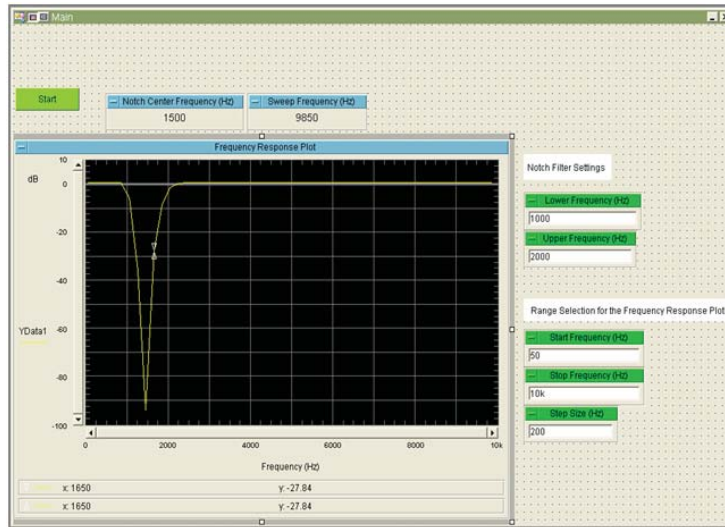 Main
Start
Notch Center Frequency (Hz)
1500
Sweep Frequency (Hz)
9850
Frequency Response Plot
dB
10
0
-20
-40
-60
-80
-100
YData1
0
2000
4000
6000
8000
10k
Frequency (Hz)
x: 1650
y: -27.84
x: 1650
y: -27.84
Notch Filter Settings
Lower Frequency (Hz)
1000
Upper Frequency (Hz)
2000
Range Selection for the Frequency Response Plot
Start Frequency (Hz)
50
Stop Frequency (Hz)
10k
Step Size (Hz)
200